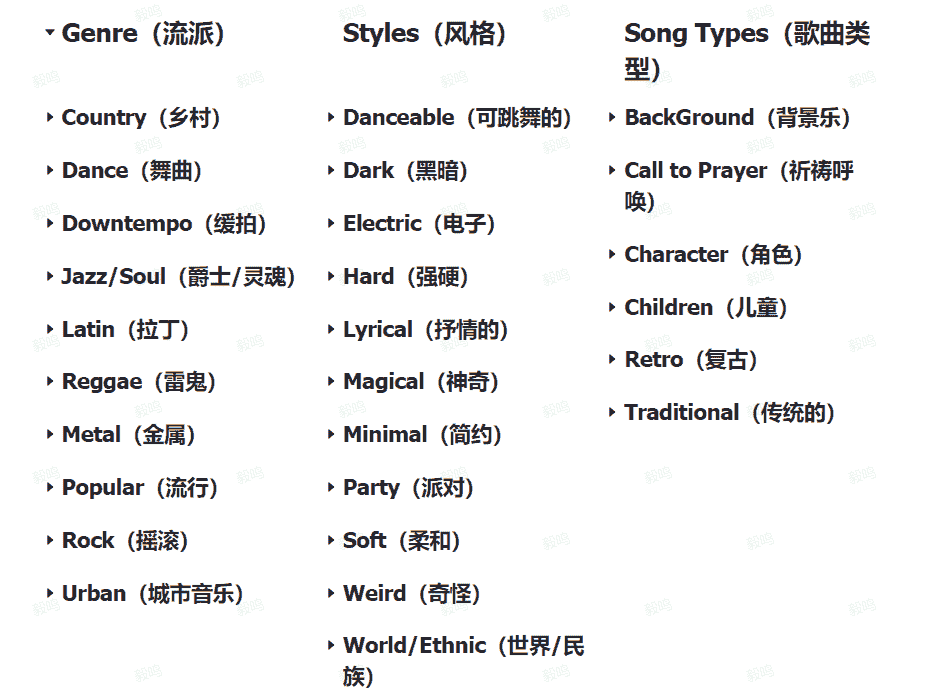 Genre（流派）
Country（乡村）
Dance（舞曲）
Downtempo（缓拍）
Jazz/Soul（爵士/灵魂）
Latin（拉丁）
Reggae（雷鬼）
Metal（金属）
Popular（流行）
Rock（摇滚）
Urban（城市音乐）
Styles（风格）
Danceable（可跳舞的）
Dark（黑暗）
Electric（电子）
Hard（强硬）
Lyrical（抒情的）
Magical（神奇）
Minimal（简约）
Party（派对）
Soft（柔和）
Weird（奇怪）
World/Ethnic（世界/民
族）
Song Types（歌曲类
型）
BackGround（背景乐）
Call to Prayer（祈祷呼
唤）
Character（角色）
Children（儿童）
Retro（复古）
Traditional（传统的）